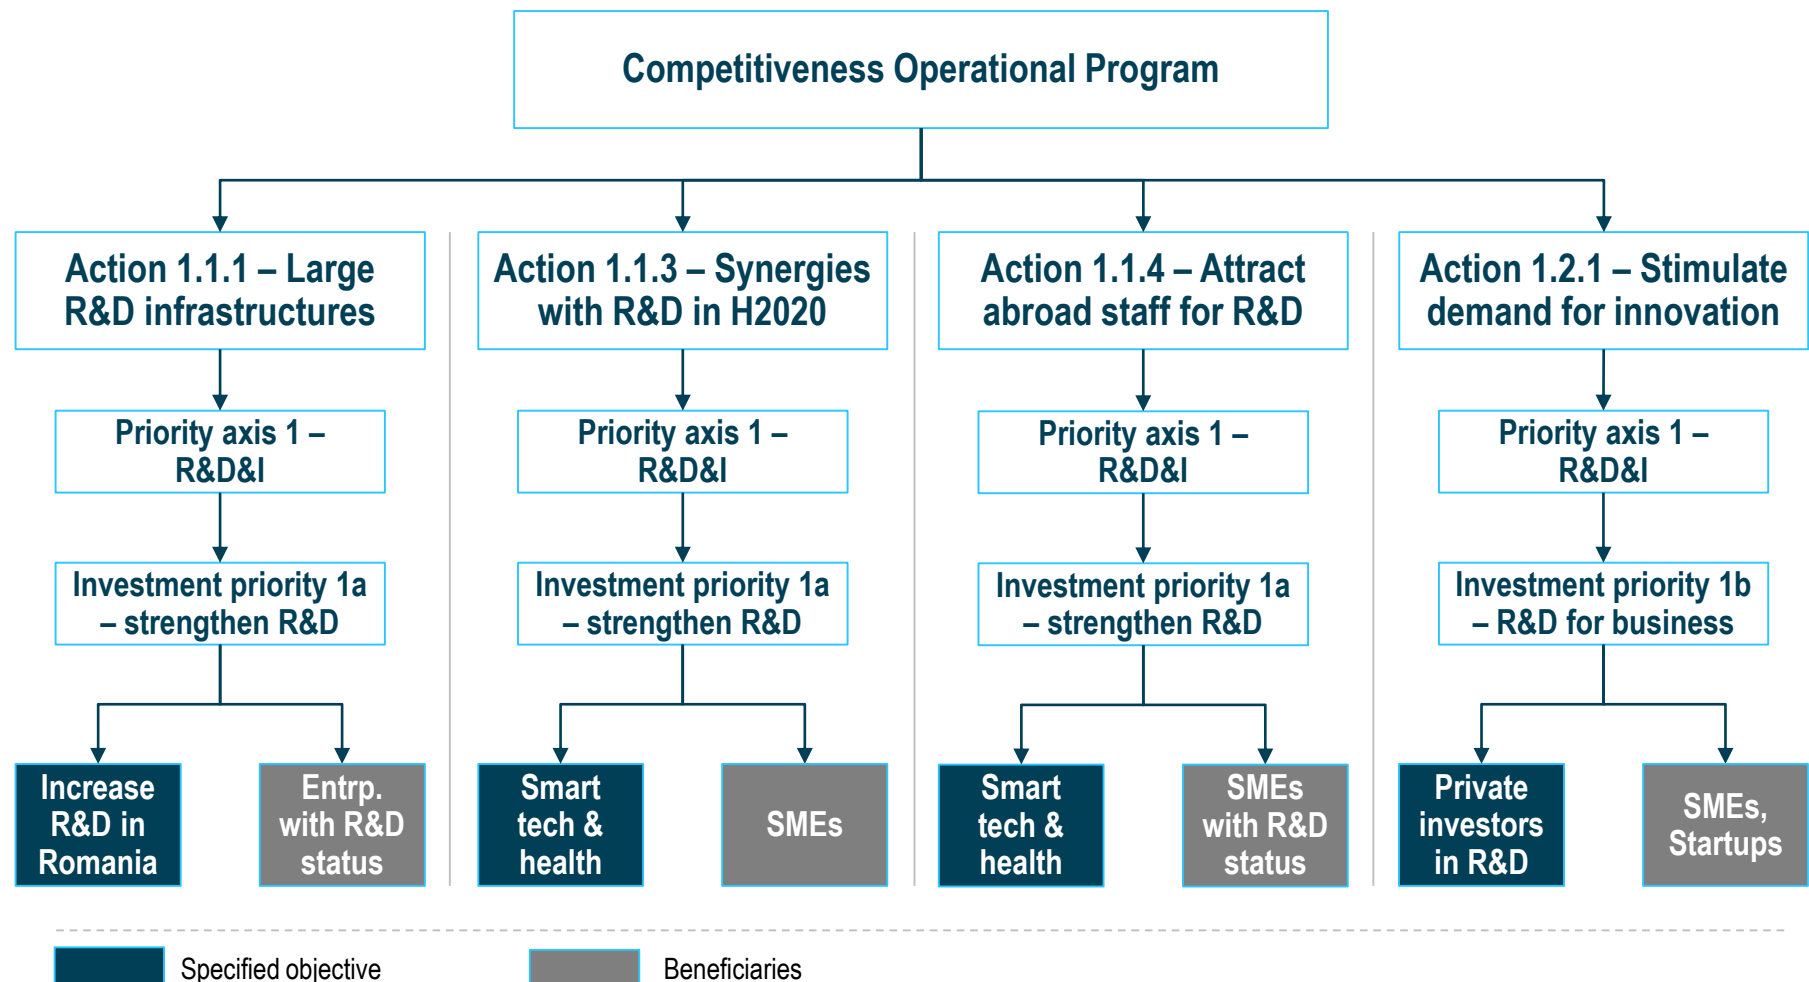 Competitiveness Operational Program
Action 1.1.1 – Large
R&D infrastructures
Action 1.1.3 – Synergies
with R&D in H2020
Action 1.1.4 – Attract
abroad staff for R&D
Action 1.2.1 – Stimulate
demand for innovation
Priority axis 1 –
R&D&I
Priority axis 1 –
R&D&I
Priority axis 1 –
R&D&I
Priority axis 1 –
R&D&I
Investment priority 1a
– strengthen R&D
Investment priority 1a
– strengthen R&D
Investment priority 1a
– strengthen R&D
Investment priority 1b
– R&D for business
Increase
R&D in
Romania
Entrp.
with R&D
status
Smart
tech &
health
SMEs
Smart
tech &
health
SMEs
with R&D
status
Private
investors
in R&D
SMEs,
Startups
Specified objective
Beneficiaries